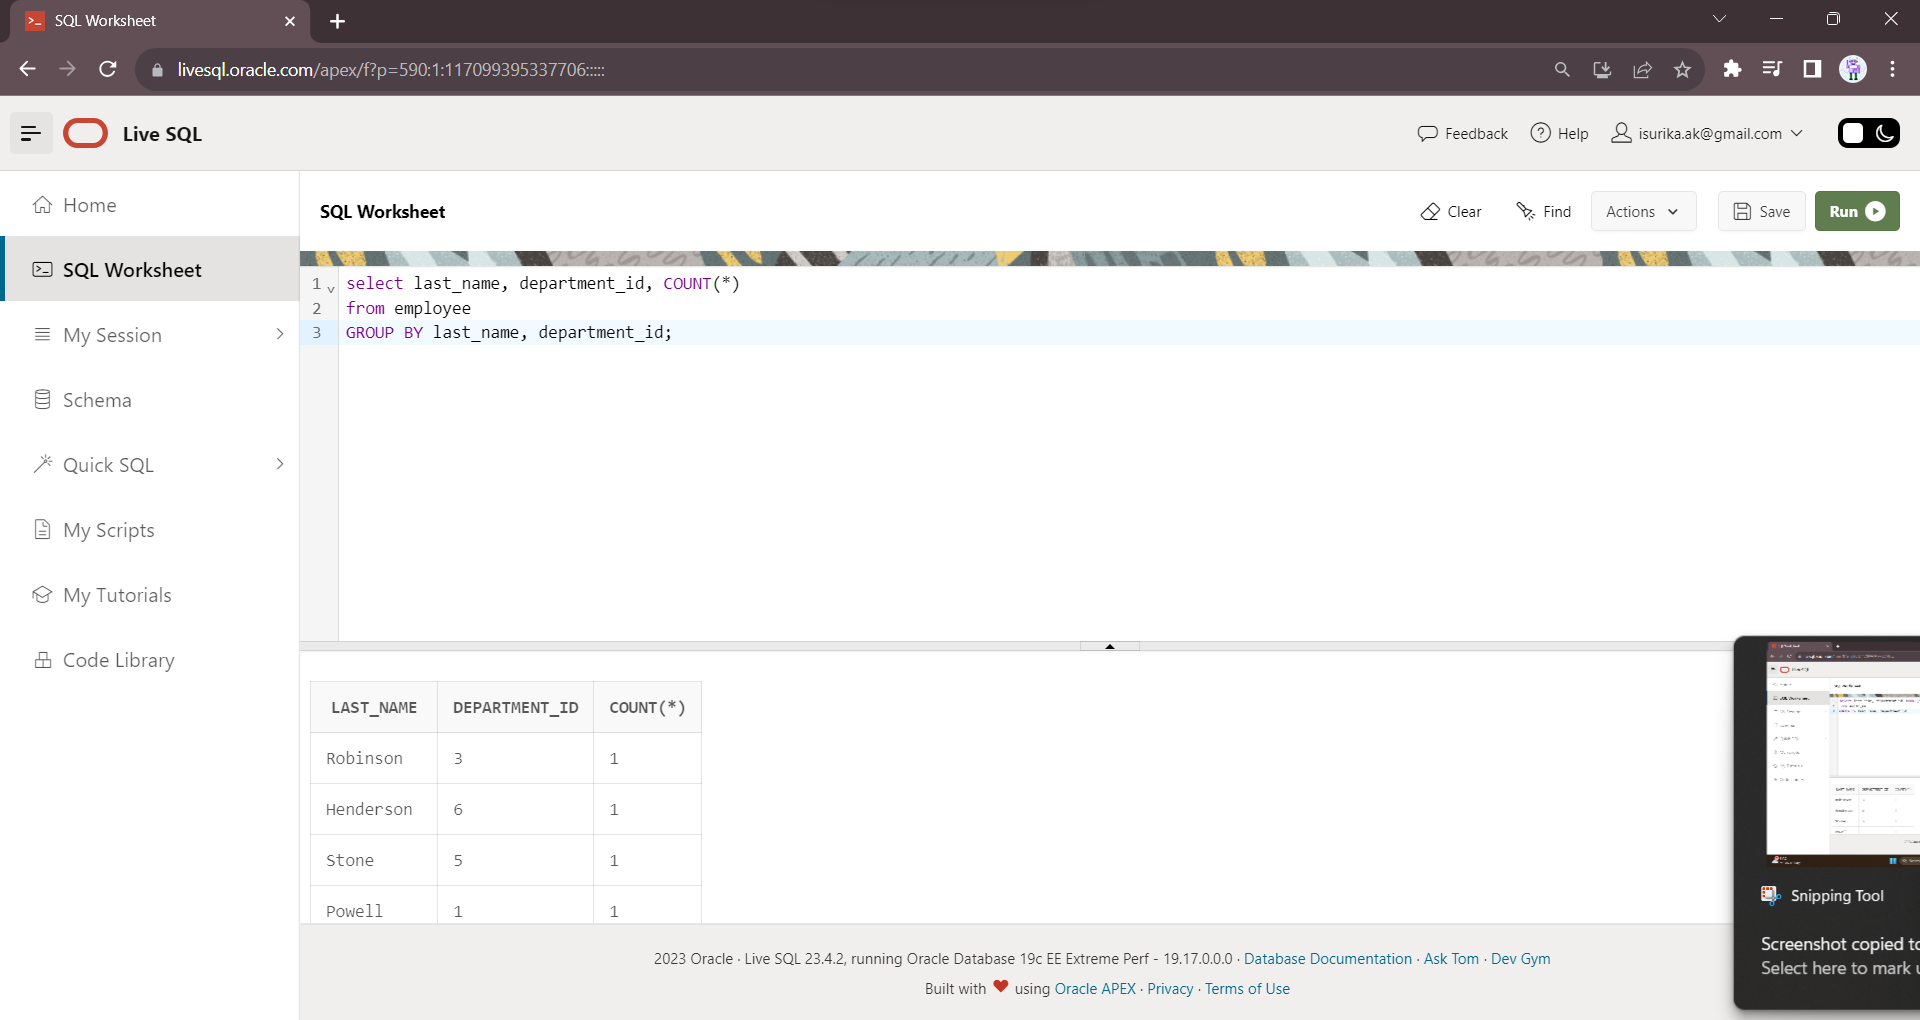 SQL Worksheet
livesql.oracle.com/apex/f?p=590:1:117099395337706:::::
Live SQL
Feedback
Help
isurika.ak@gmail.com
Home
SQL Worksheet
My Session
Schema
Quick SQL
My Scripts
My Tutorials
Code Library
SQL Worksheet
Clear
Find
Actions
Save
Run
1 select last_name, department_id, COUNT(*)
2 from employee
3 GROUP BY last_name, department_id;
LAST_NAME DEPARTMENT_ID COUNT(*)
Robinson 3 1
Henderson 6 1
Stone 5 1
Powell 1 1
2023 Oracle · Live SQL 23.4.2, running Oracle Database 19c EE Extreme Perf - 19.17.0.0.0 · Database Documentation · Ask Tom · Dev Gym
Built with ❤ using Oracle APEX · Privacy · Terms of Use
Snipping Tool
Screenshot copied to
Select here to mark